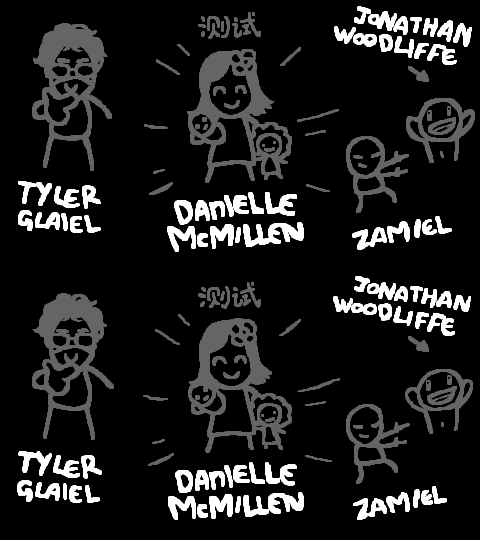 测试
JONATHAN
WOODLIFFE
TYLER
GLAIEL
DANIELLE
McMILLEN
ZAMIEL
测试
JONATHAN
WOODLIFFE
TYLER
GLAIEL
DANIELLE
McMILLEN
ZAMIEL